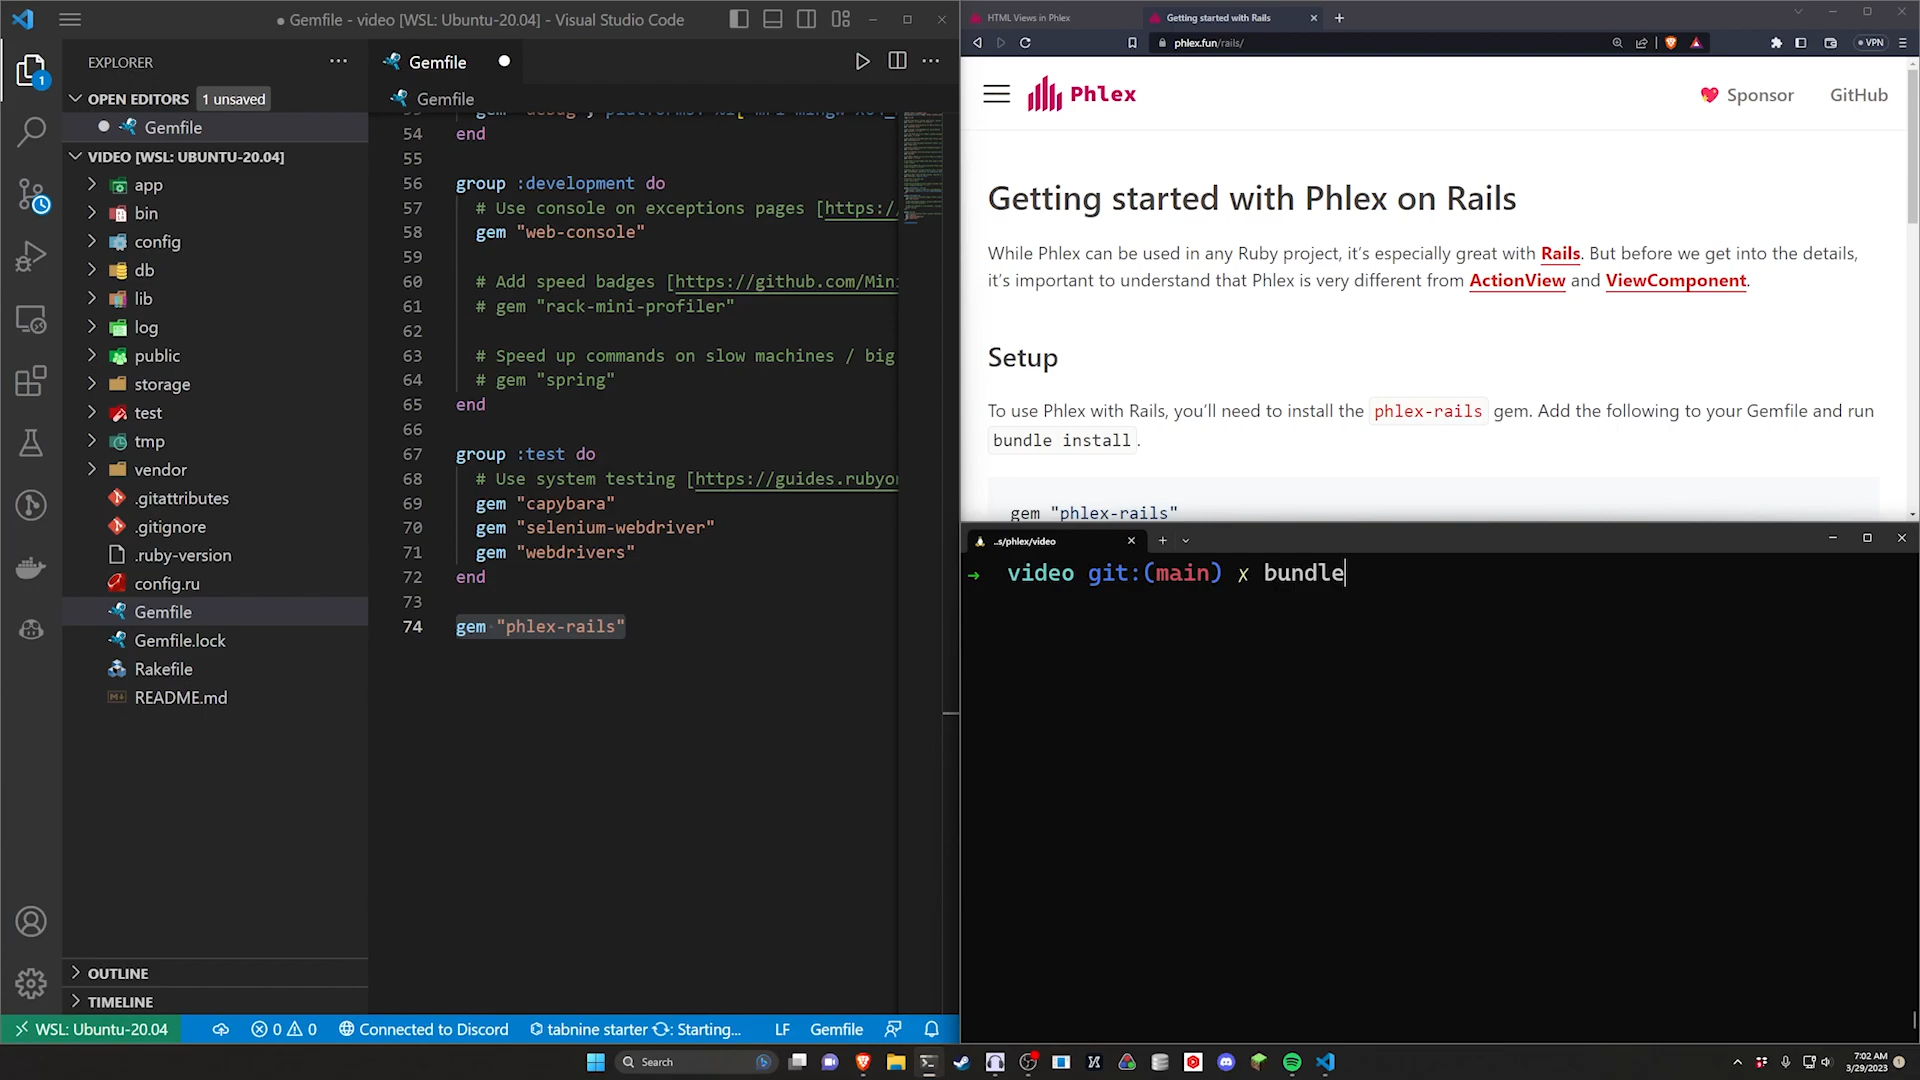 ● Gemfile - video [WSL: Ubuntu-20.04] - Visual Studio Code
EXPLORER
OPEN EDITORS 1 unsaved
Gemfile
VIDEO [WSL: UBUNTU-20.04]
app
bin
config
db
lib
log
public
storage
test
tmp
vendor
.gitattributes
.gitignore
.ruby-version
config.ru
Gemfile
Gemfile.lock
Rakefile
README.md
OUTLINE
TIMELINE
Gemfile
Gemfile
54 end
55
56 group :development do
57 # Use console on exceptions pages [https:/
58 gem "web-console"
59
60 # Add speed badges [https://github.com/Min
61 # gem "rack-mini-profiler"
62
63 # Speed up commands on slow machines / big
64 # gem "spring"
65 end
66
67 group :test do
68 # Use system testing [https://guides.rubyo
69 gem "capybara"
70 gem "selenium-webdriver"
71 gem "webdrivers"
72 end
73
74 gem "phlex-rails"
WSL: Ubuntu-20.04 0 0 Connected to Discord tabnine starter : Starting... LF Gemfile
HTML Views in Phlex
Getting started with Rails
phlex.fun/rails/
VPN
Phlex
Sponsor GitHub
Getting started with Phlex on Rails
While Phlex can be used in any Ruby project, it's especially great with Rails. But before we get into the details,
it's important to understand that Phlex is very different from ActionView and ViewComponent.
Setup
To use Phlex with Rails, you'll need to install the phlex-rails gem. Add the following to your Gemfile and run
bundle install.
gem "phlex-rails"
..s/phlex/video
➜ video git:(main) x bundle
Search
7:02 AM
3/29/2023